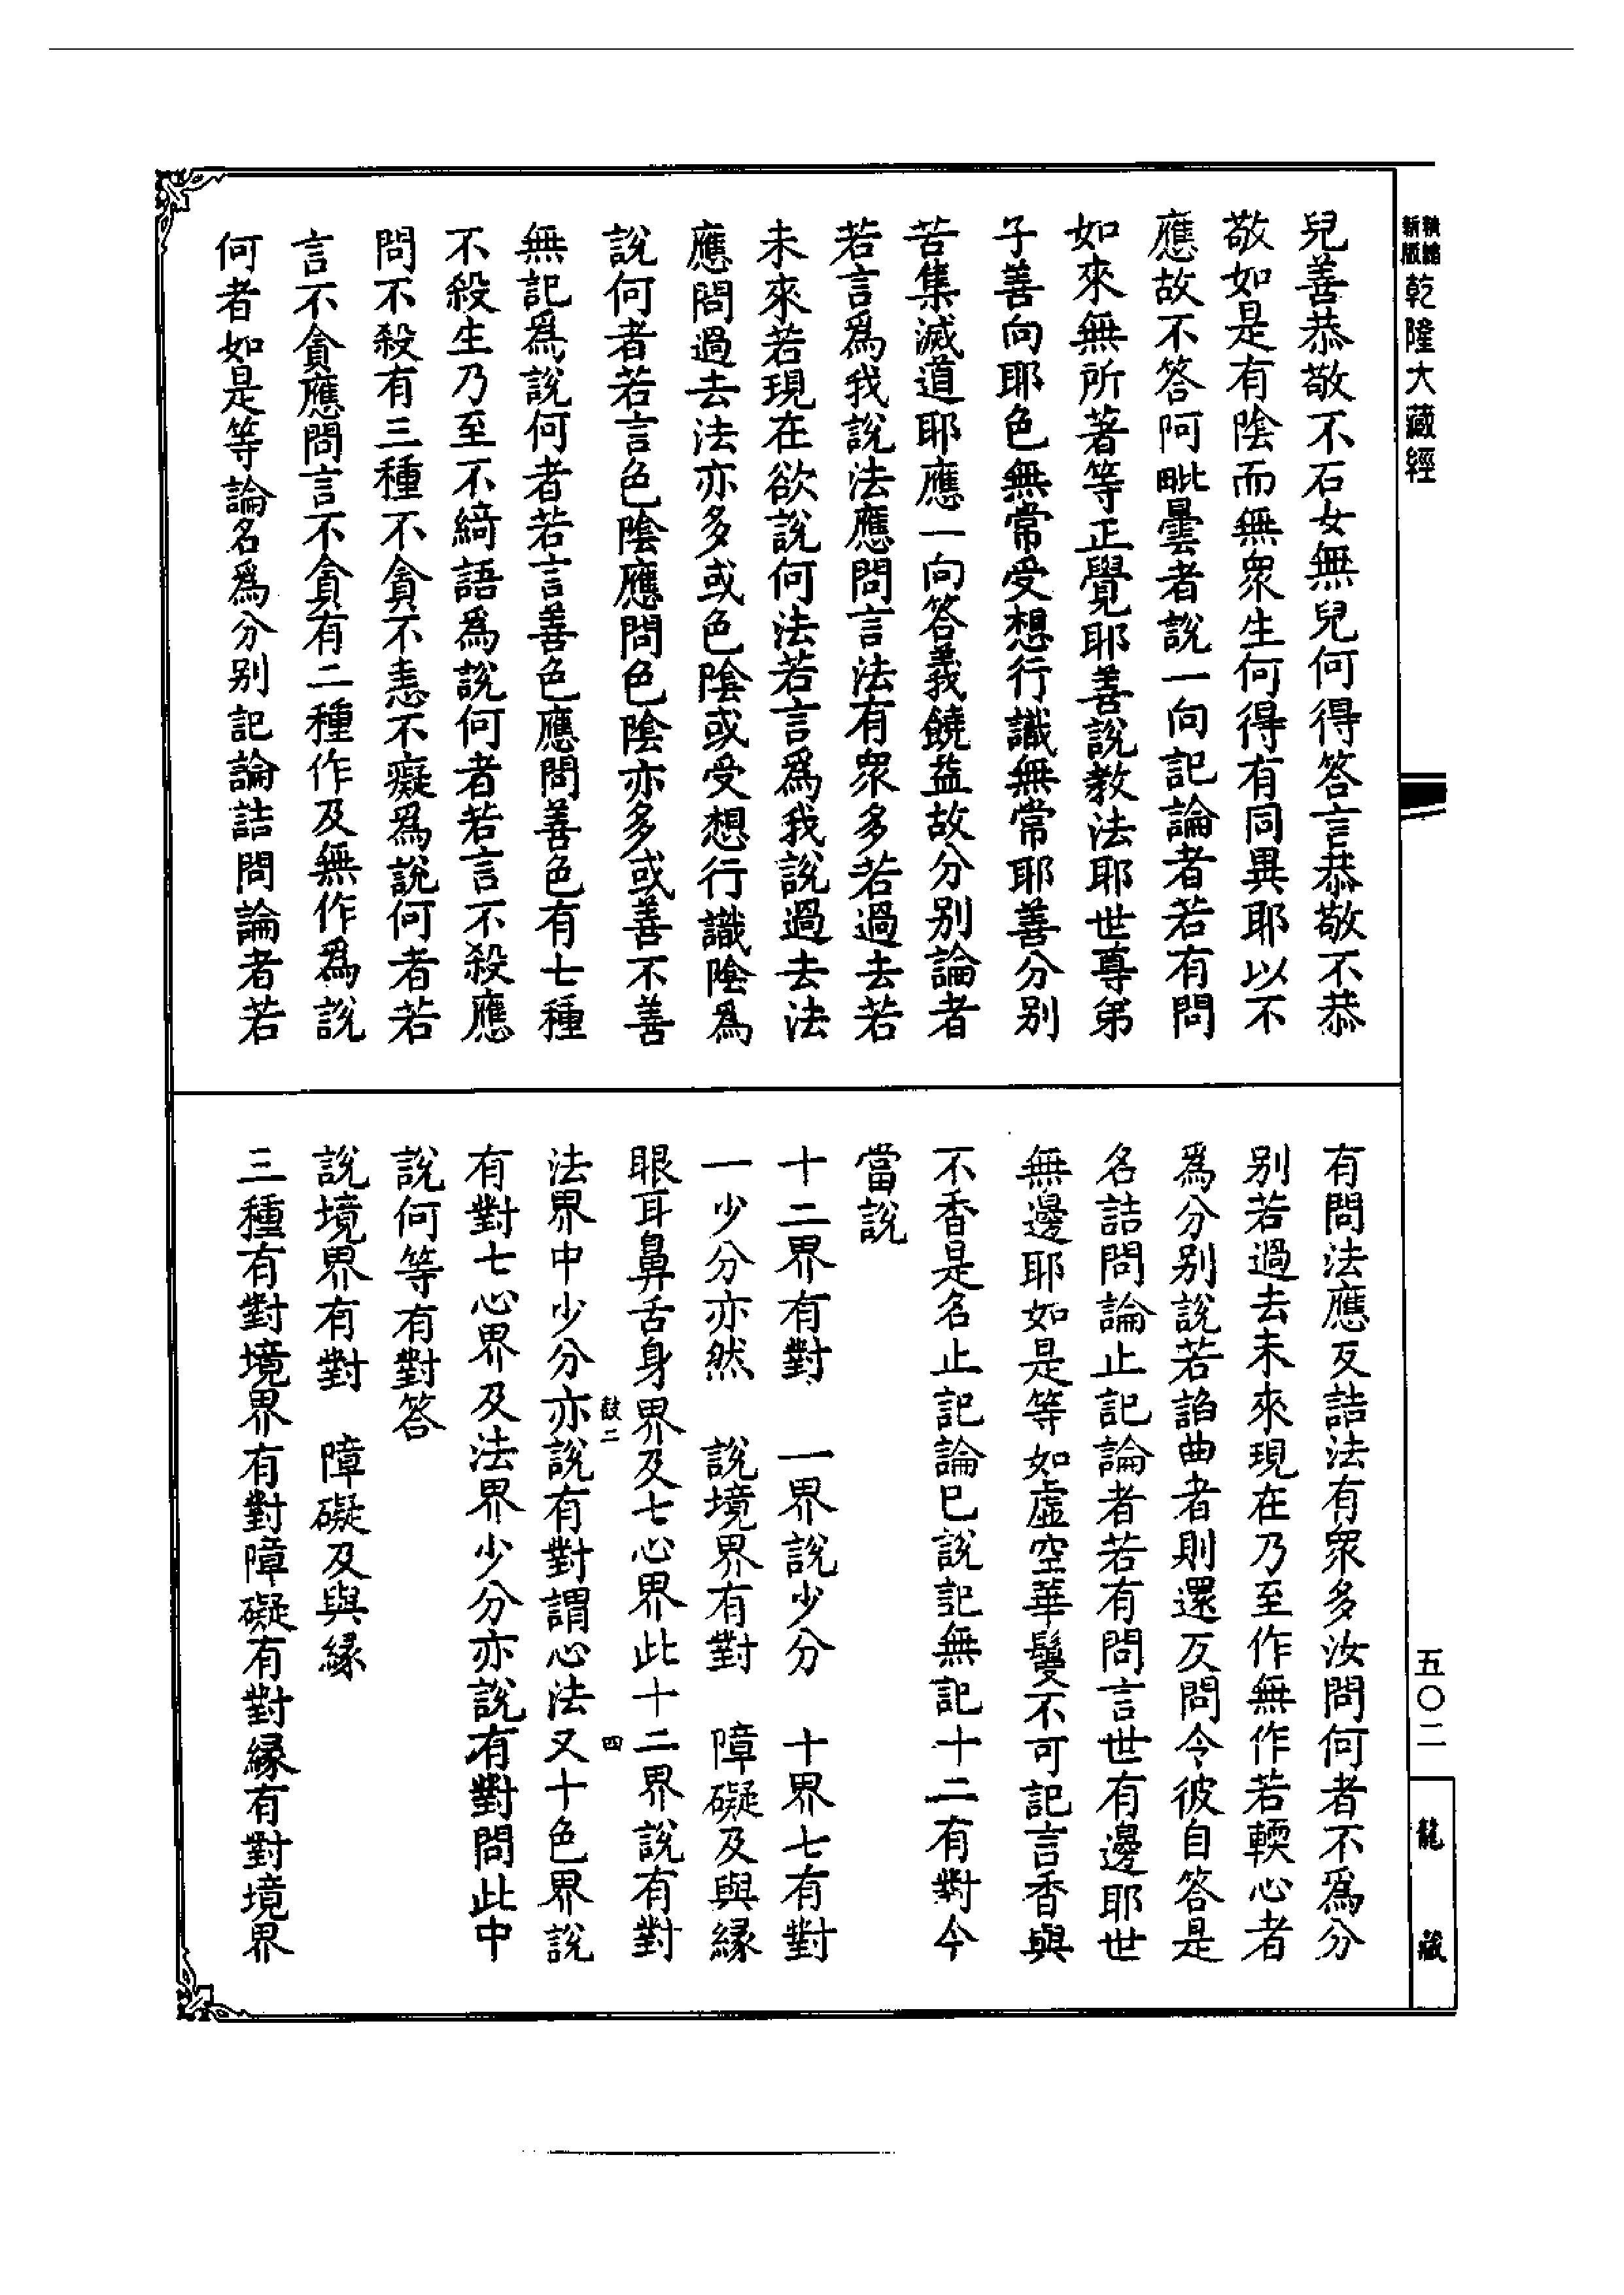 精編
新版
乾隆大藏經
兒善恭敬不石女無兒何得答言恭敬不恭
敬如是有陰而無衆生何得有同異耶以不
應故不答阿毗曇者說一向記論者若有問
如來無所著等正覺耶善說教法耶世尊弟
子善向耶色無常受想行識無常耶善分別
苦集滅道耶應一向答義饒益故分別論者
若言爲我說法應問言法有衆多若過去若
未來若現在欲說何法若言爲我說過去法
應問過去法亦多或色陰或受想行識陰爲
說何者若言色陰應問色陰亦多或善不善
無記爲說何者若言善色應問善色有七種
不殺生乃至不綺語爲說何者若言不殺應
問不殺有三種不貪不恚不癡爲說何者若
言不貪應問言不貪有二種作及無作爲說
何者如是等論名爲分別記論詰問論者若
有問法應反詰法有衆多汝問何者不爲分
別若過去未來現在乃至作無作若輭心者
爲分別說若諂曲者則還反問令彼自答是
名詰問論止記論者若有問言世有邊耶世
無邊耶如是等如虛空華鬘不可記言香與
不香是名止記論已說記無記十二有對今
當說
十二界有對　一界說少分　十界七有對
一少分亦然　說境界有對　障礙及與緣
眼耳鼻舌身界及七心界此十二界說有對
法界中少分亦說有對謂心法又十色界說
有對七心界及法界少分亦說有對問此中
說何等有對答
說境界有對　障礙及與緣
三種有對境界有對障礙有對緣有對境界
鼓二
四
五〇二
龍藏